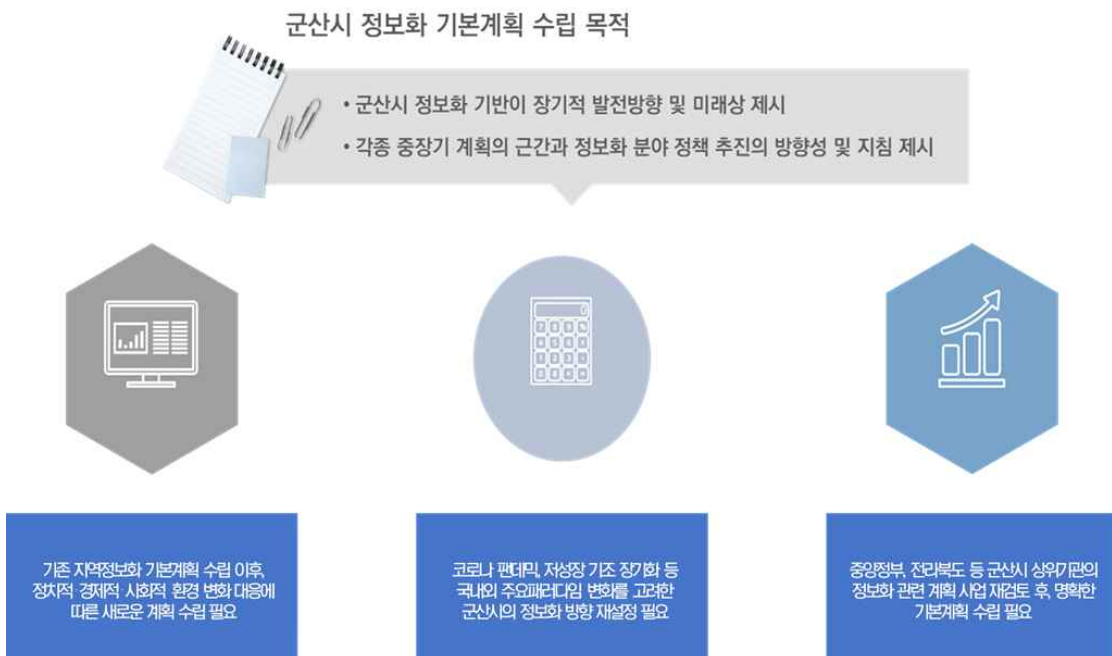 군산시 정보화 기본계획 수립 목적
• 군산시 정보화 기반이 장기적 발전방향 및 미래상 제시
• 각종 중장기 계획의 근간과 정보화 분야 정책 추진의 방향성 및 지침 제시
기존 지역정보화 기본계획 수립 이후,
정치적 경제적 사회적 환경 변화 대응에
따른 새로운 계획 수립 필요
코로나 팬데믹, 저성장 기조 장기화 등
국내외 주요패러다임 변화를 고려한
군산시의 정보화 방향 재설정 필요
중앙정부, 전라북도 등 군산시 상위기관의
정보화 관련 계획 사업 재검토 후, 명확한
기본계획 수립 필요